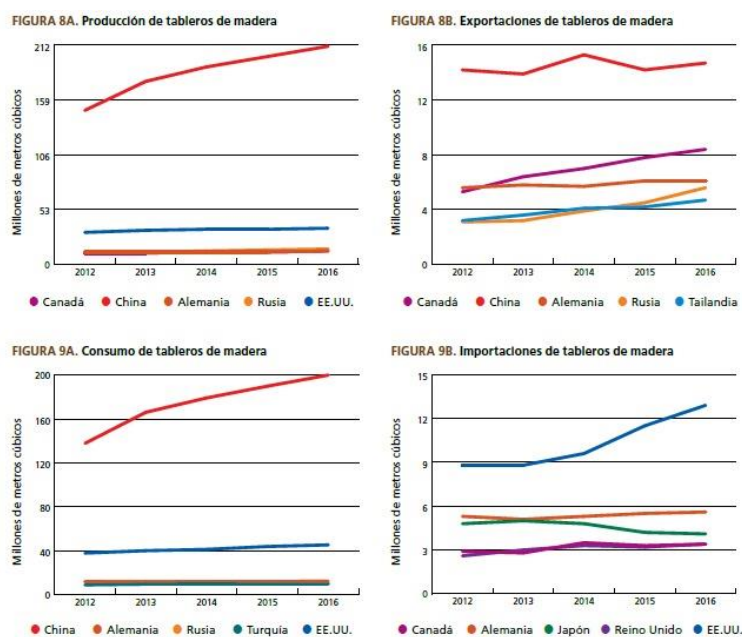 FIGURA 8A. Producción de tableros de madera
Millones de metros cúbicos
212
159
106
53
0
2012 2013 2014 2015 2016
Canadá China Alemania Rusia EE.UU.
FIGURA 8B. Exportaciones de tableros de madera
Millones de metros cúbicos
16
12
8
4
0
2012 2013 2014 2015 2016
Canadá China Alemania Rusia Tailandia
FIGURA 9A. Consumo de tableros de madera
Millones de metros cúbicos
200
160
120
80
40
0
2012 2013 2014 2015 2016
China Alemania Rusia Turquía EE.UU.
FIGURA 9B. Importaciones de tableros de madera
Millones de metros cúbicos
15
12
9
6
3
0
2012 2013 2014 2015 2016
Canadá Alemania Japón Reino Unido EE.UU.